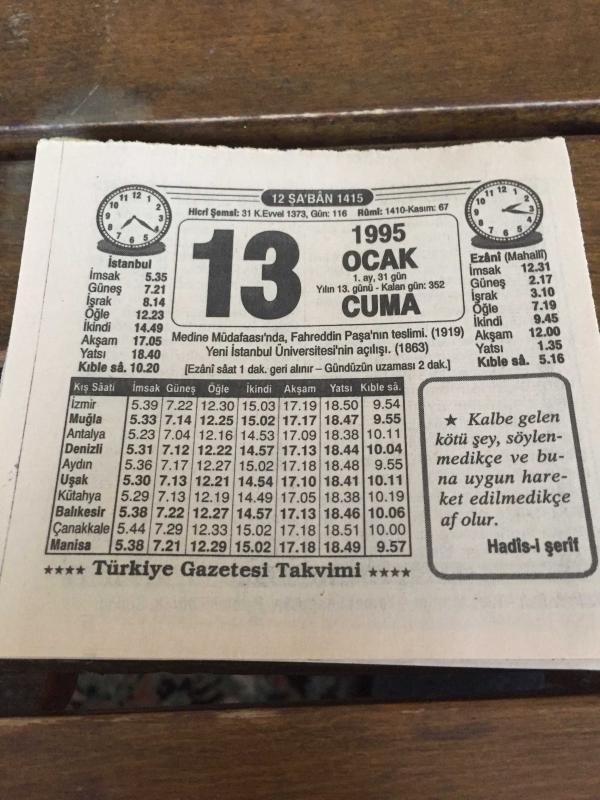 12 ŞA'BÂN 1415
Hicrî Şemsî: 31 K.Evvel 1373, Gün: 116 Rûmî: 1410-Kasım: 67
13
1995
OCAK
1. ay, 31 gün
Yılın 13. günü - Kalan gün: 352
CUMA
İstanbul
İmsak 5.35
Güneş 7.21
İşrak 8.14
Öğle 12.23
İkindi 14.49
Akşam 17.05
Yatsı 18.40
Kıble sâ. 10.20
Ezânî (Mahallî)
İmsak 12.31
Güneş 2.17
İşrak 3.10
Öğle 7.19
İkindi 9.45
Akşam 12.00
Yatsı 1.35
Kıble sâ. 5.16
Medine Müdafaası'nda, Fahreddin Paşa'nın teslimi. (1919)
Yeni İstanbul Üniversitesi'nin açılışı. (1863)
[Ezânî sâat 1 dak. geri alınır – Gündüzün uzaması 2 dak.]
Kış Sâati İmsak Güneş Öğle İkindi Akşam Yatsı Kıble sâ.
İzmir 5.39 7.22 12.30 15.03 17.19 18.50 9.54
Muğla 5.33 7.14 12.25 15.02 17.17 18.47 9.55
Antalya 5.23 7.04 12.16 14.53 17.09 18.38 10.11
Denizli 5.31 7.12 12.22 14.57 17.13 18.44 10.04
Aydın 5.36 7.17 12.27 15.02 17.18 18.48 9.55
Uşak 5.30 7.13 12.21 14.54 17.10 18.41 10.11
Kütahya 5.29 7.13 12.19 14.49 17.05 18.38 10.19
Balıkesir 5.38 7.22 12.27 14.57 17.13 18.46 10.06
Çanakkale 5.44 7.29 12.33 15.02 17.18 18.51 10.00
Manisa 5.38 7.21 12.29 15.02 17.18 18.49 9.57
★ Kalbe gelen
kötü şey, söylen-
medikçe ve bu-
na uygun hare-
ket edilmedikçe
af olur.
Hadîs-i şerîf
★★★★ Türkiye Gazetesi Takvimi ★★★★